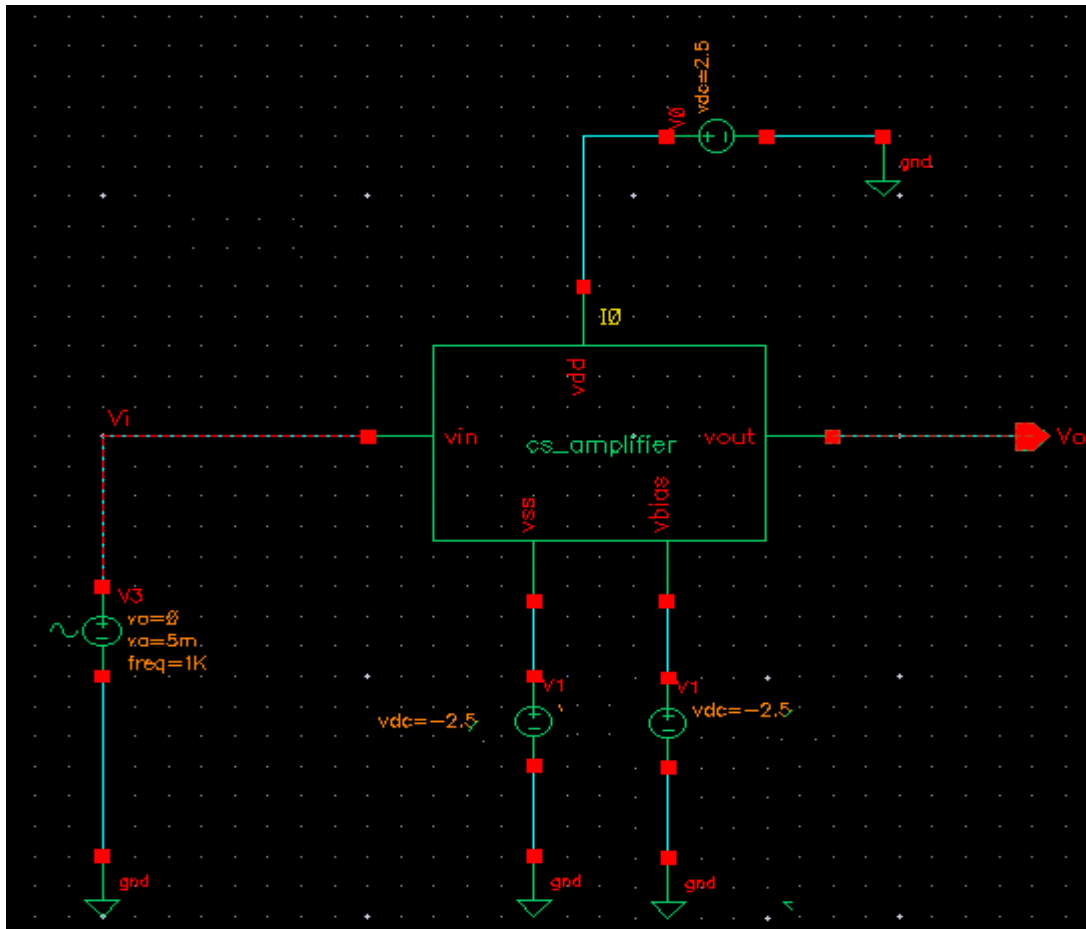 vdc=2.5
V0
gnd
I0
vdd
Vi
vin
cs_amplifier
vout
Vo
vss
vbias
V3
vo=0
va=5m
freq=1K
V1
vdc=-2.5
V1
vdc=-2.5
gnd
gnd
gnd